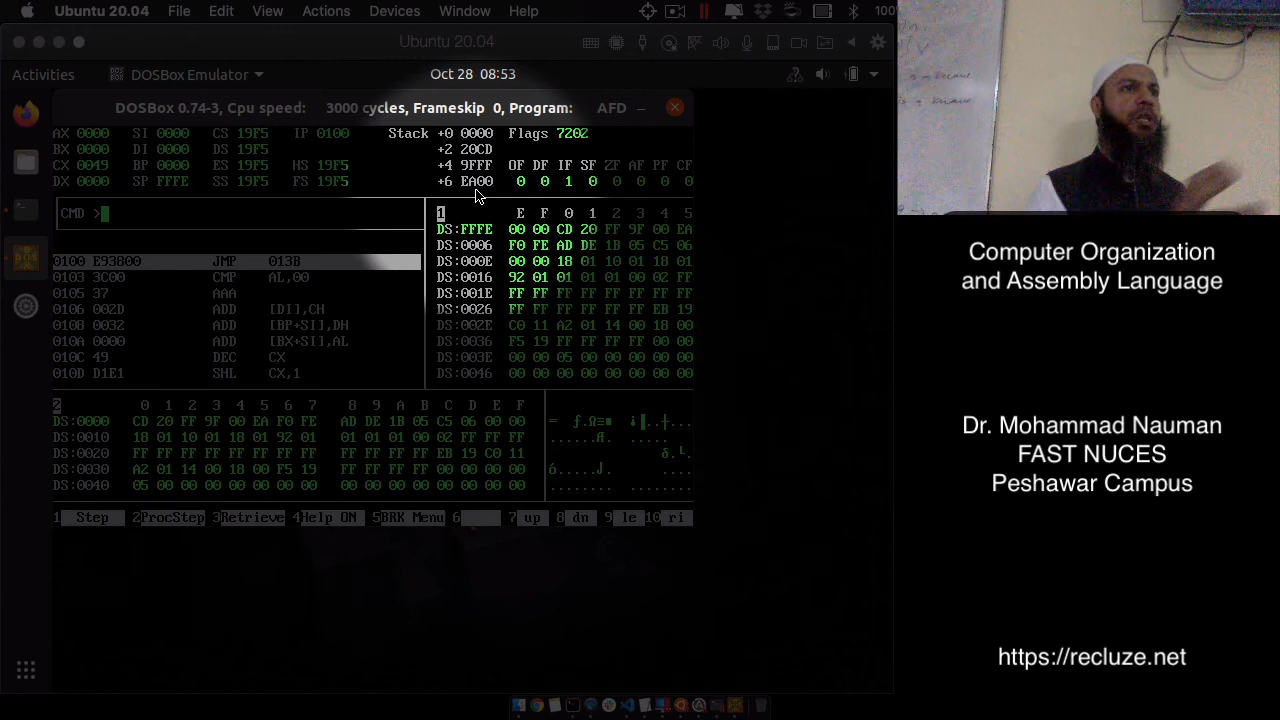 Ubuntu 20.04 File Edit View Actions Devices Window Help 100
Ubuntu 20.04
Activities DOSBox Emulator Oct 28 08:53
DOSBox 0.74-3, Cpu speed: 3000 cycles, Frameskip 0, Program: AFD
AX 0000 SI 0000 CS 19F5 IP 0100 Stack +0 0000 Flags 7202
BX 0000 DI 0000 DS 19F5 +2 20CD
CX 0049 BP 0000 ES 19F5 HS 19F5 +4 9FFF OF DF IF SF ZF AF PF CF
DX 0000 SP FFFE SS 19F5 FS 19F5 +6 EA00 0 0 1 0 0 0 0 0
CMD >
1 E F 0 1 2 3 4 5
DS:FFFE 00 00 CD 20 FF 9F 00 EA
DS:0006 F0 FE AD DE 1B 05 C5 06
DS:000E 00 00 18 01 10 01 18 01
DS:0016 92 01 01 01 01 00 02 FF
DS:001E FF FF FF FF FF FF FF FF
DS:0026 FF FF FF FF FF FF EB 19
DS:002E C0 11 A2 01 14 00 18 00
DS:0036 F5 19 FF FF FF FF 00 00
DS:003E 00 00 05 00 00 00 00 00
DS:0046 00 00 00 00 00 00 00 00
0100 E93800 JMP 013B
0103 3C00 CMP AL,00
0105 37 AAA
0106 002D ADD [DI],CH
0108 0032 ADD [BP+SI],DH
010A 0000 ADD [BX+SI],AL
010C 49 DEC CX
010D D1E1 SHL CX,1
2 0 1 2 3 4 5 6 7 8 9 A B C D E F
DS:0000 CD 20 FF 9F 00 EA F0 FE AD DE 1B 05 C5 06 00 00
DS:0010 18 01 10 01 18 01 92 01 01 01 01 00 02 FF FF FF
DS:0020 FF FF FF FF FF FF FF FF FF FF FF FF EB 19 C0 11
DS:0030 A2 01 14 00 18 00 F5 19 FF FF FF FF 00 00 00 00
DS:0040 05 00 00 00 00 00 00 00 00 00 00 00 00 00 00 00
1 Step 2 ProcStep 3 Retrieve 4 Help ON 5 BRK Menu 6 7 up 8 dn 9 le 10 ri
Computer Organization
and Assembly Language
Dr. Mohammad Nauman
FAST NUCES
Peshawar Campus
https://recluze.net